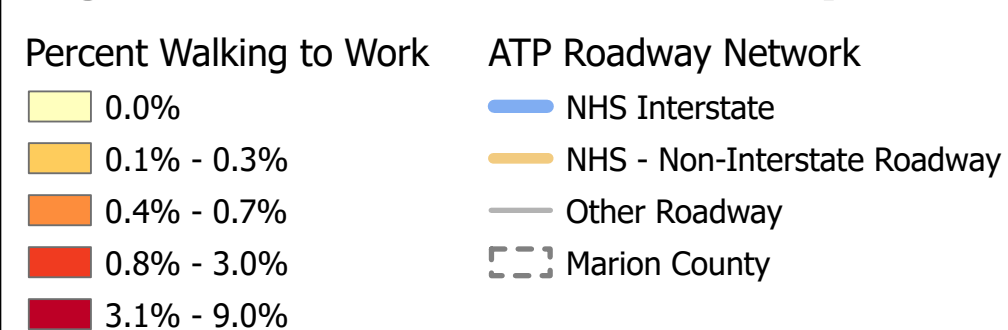 Percent Walking to Work
0.0%
0.1% - 0.3%
0.4% - 0.7%
0.8% - 3.0%
3.1% - 9.0%
ATP Roadway Network
NHS Interstate
NHS - Non-Interstate Roadway
Other Roadway
Marion County